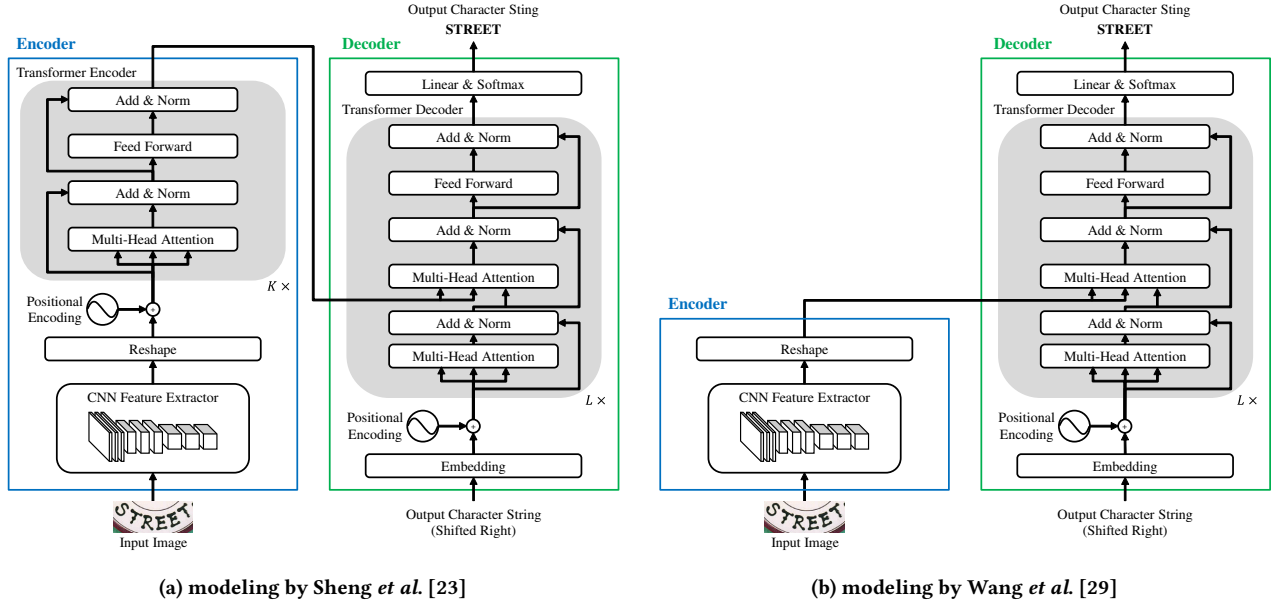 Output Character Sting
STREET
Encoder
Decoder
Transformer Encoder
Linear & Softmax
Add & Norm
Transformer Decoder
Add & Norm
Feed Forward
Feed Forward
Add & Norm
Add & Norm
Multi-Head Attention
Multi-Head Attention
K ×
Positional
Encoding
+
Add & Norm
Reshape
Multi-Head Attention
CNN Feature Extractor
L ×
Positional
Encoding
+
Embedding
STREET
Input Image
Output Character String
(Shifted Right)
(a) modeling by Sheng et al. [23]
Output Character Sting
STREET
Decoder
Linear & Softmax
Transformer Decoder
Add & Norm
Feed Forward
Add & Norm
Multi-Head Attention
Encoder
Add & Norm
Reshape
Multi-Head Attention
CNN Feature Extractor
L ×
Positional
Encoding
+
Embedding
STREET
Input Image
Output Character String
(Shifted Right)
(b) modeling by Wang et al. [29]